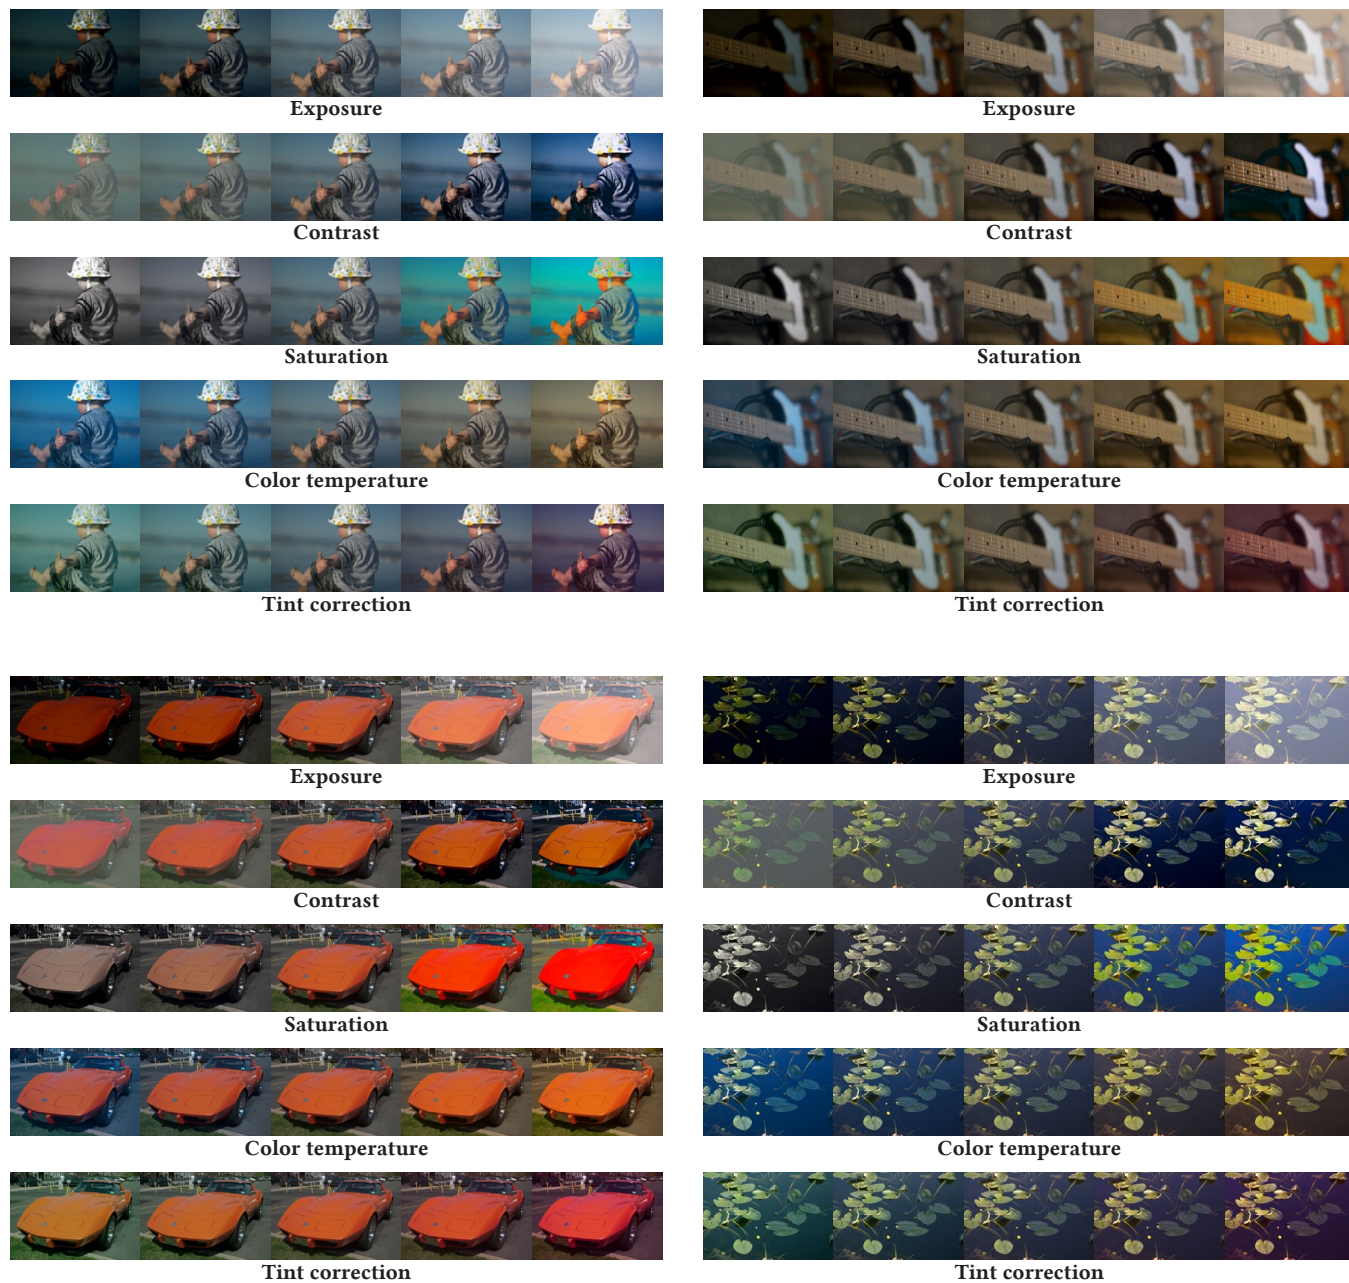 Exposure
Contrast
Saturation
Color temperature
Tint correction
Exposure
Contrast
Saturation
Color temperature
Tint correction
Exposure
Contrast
Saturation
Color temperature
Tint correction
Exposure
Contrast
Saturation
Color temperature
Tint correction